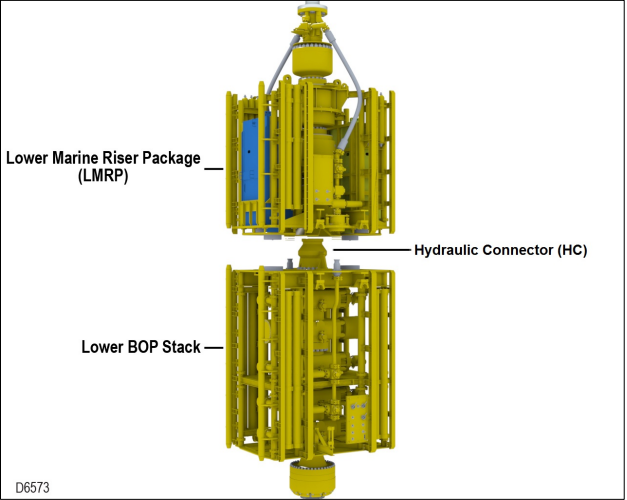 Lower Marine Riser Package
(LMRP)
Hydraulic Connector (HC)
Lower BOP Stack
D6573